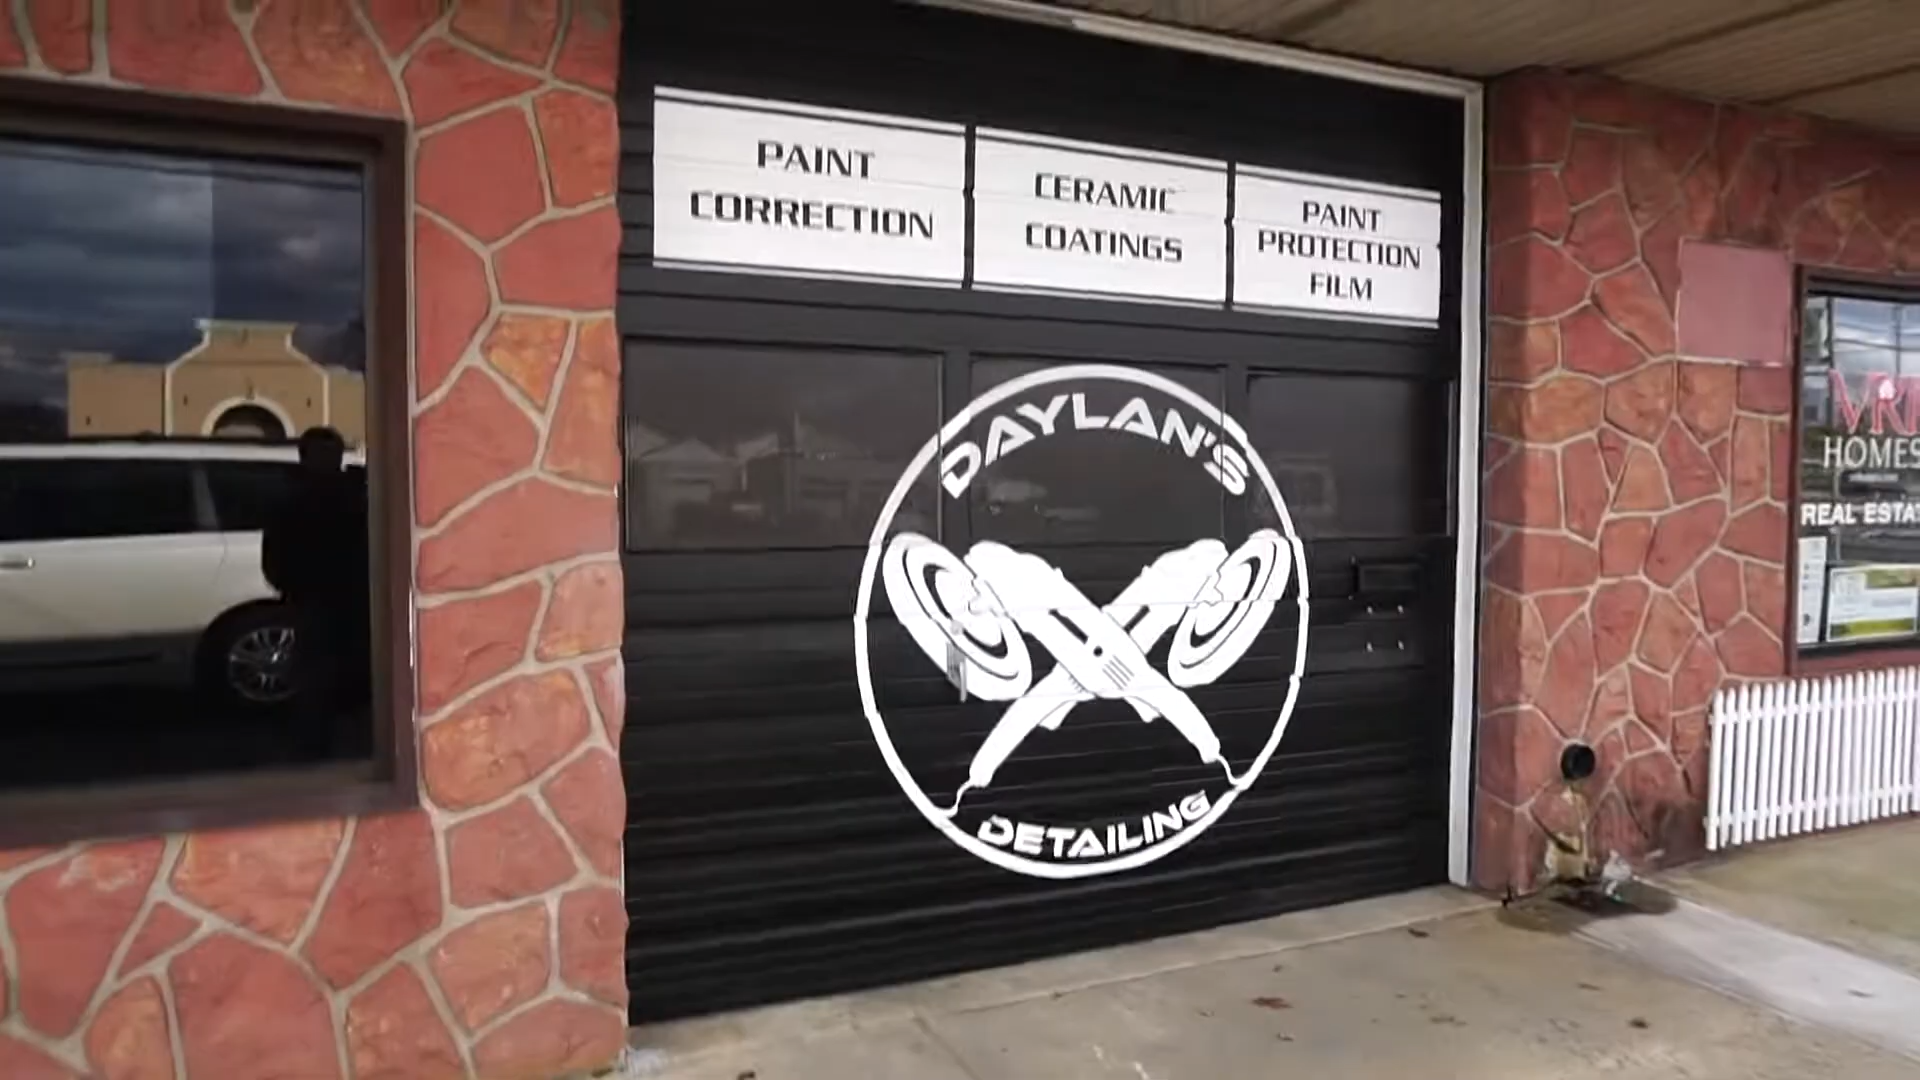 PAINT
CORRECTION
CERAMIC
COATINGS
PAINT
PROTECTION
FILM
DAYLAN'S
DETAILING
HOMES
REAL ESTA